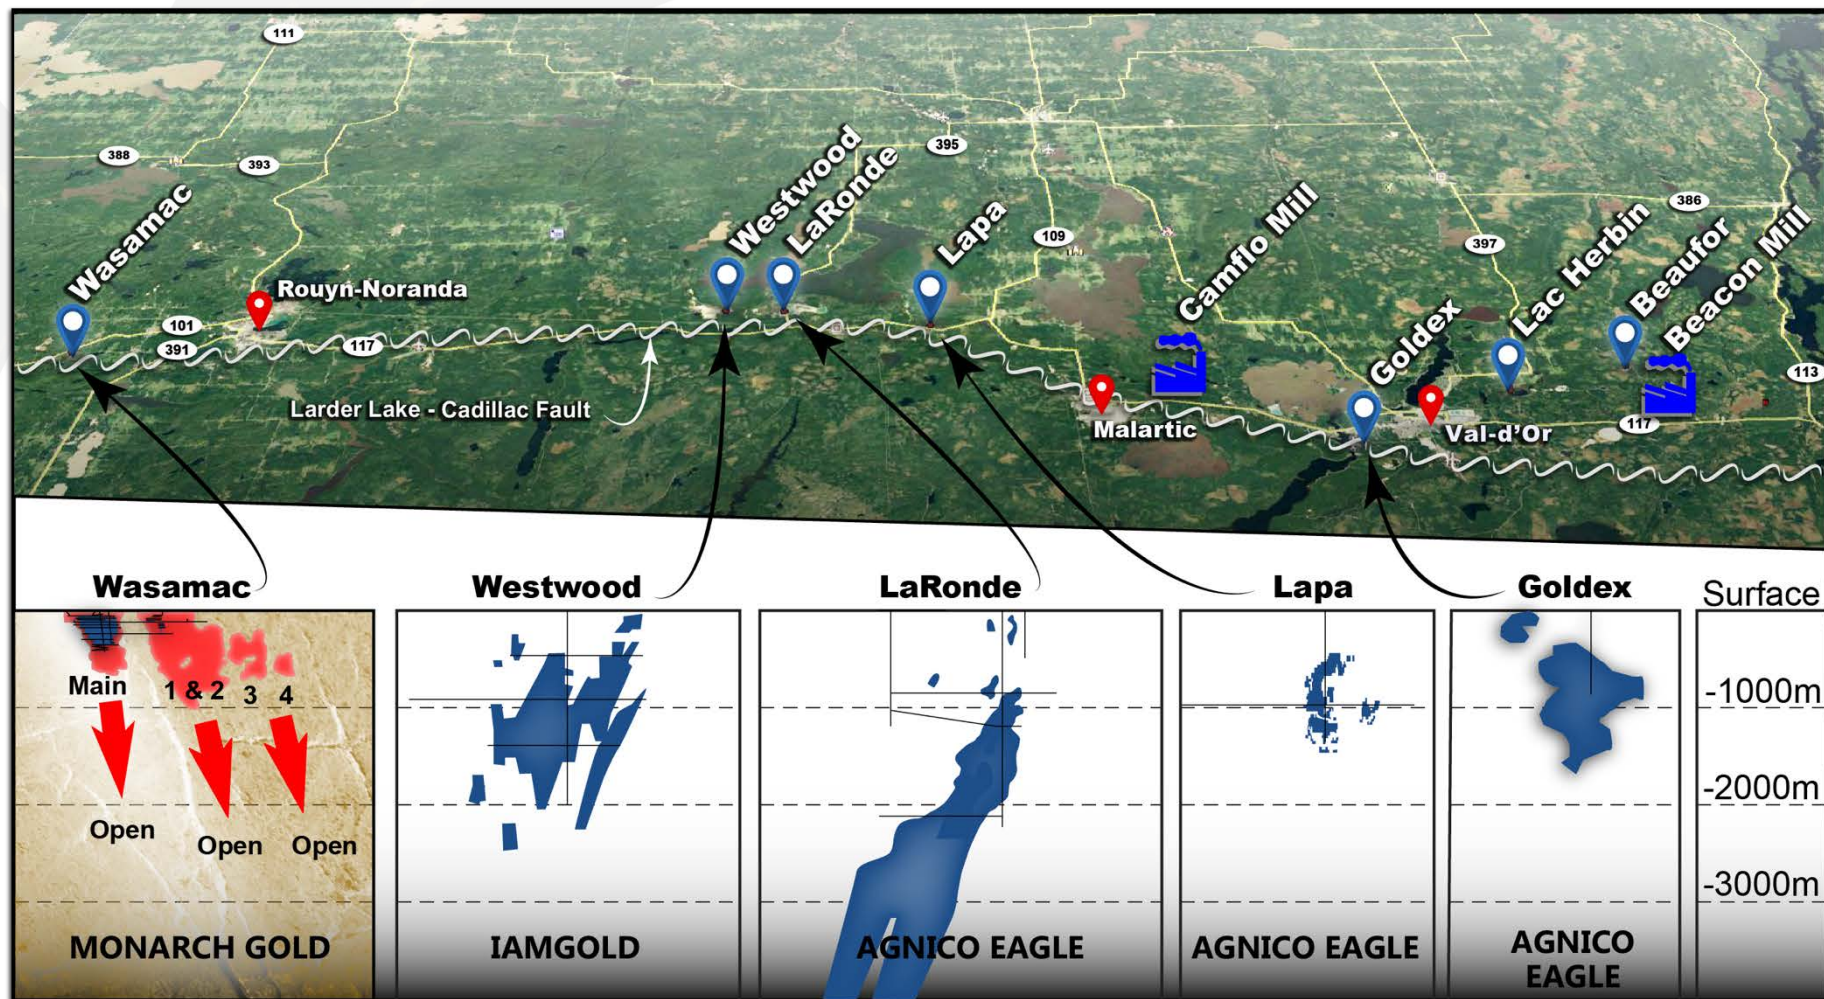 111
388
393
395
386
109
397
Wasamac
Rouyn-Noranda
101
391
117
Westwood
LaRonde
Lapa
Camflo Mill
Goldex
Lac Herbin
Beaufor
Beacon Mill
113
117
Larder Lake - Cadillac Fault
Malartic
Val-d'Or
Wasamac
Westwood
LaRonde
Lapa
Goldex
Surface
Main
1 & 2
3
4
-1000m
-2000m
-3000m
Open
Open
Open
MONARCH GOLD
IAMGOLD
AGNICO EAGLE
AGNICO EAGLE
AGNICO
EAGLE